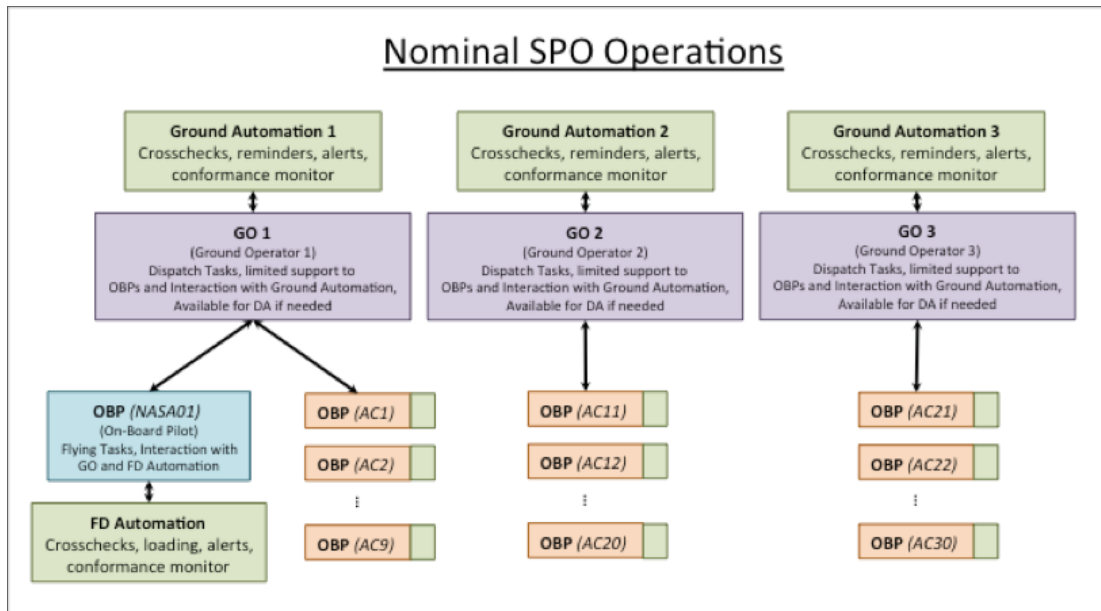 Nominal SPO Operations
Ground Automation 1
Crosschecks, reminders, alerts,
conformance monitor
Ground Automation 2
Crosschecks, reminders, alerts,
conformance monitor
Ground Automation 3
Crosschecks, reminders, alerts,
conformance monitor
GO 1
(Ground Operator 1)
Dispatch Tasks, limited support to
OBPs and Interaction with Ground Automation,
Available for DA if needed
GO 2
(Ground Operator 2)
Dispatch Tasks, limited support to
OBPs and Interaction with Ground Automation,
Available for DA if needed
GO 3
(Ground Operator 3)
Dispatch Tasks, limited support to
OBPs and Interaction with Ground Automation,
Available for DA if needed
OBP (NASA01)
(On-Board Pilot)
Flying Tasks, Interaction with
GO and FD Automation
FD Automation
Crosschecks, loading, alerts,
conformance monitor
OBP (AC1)
OBP (AC2)
...
OBP (AC9)
OBP (AC11)
OBP (AC12)
...
OBP (AC20)
OBP (AC21)
OBP (AC22)
...
OBP (AC30)